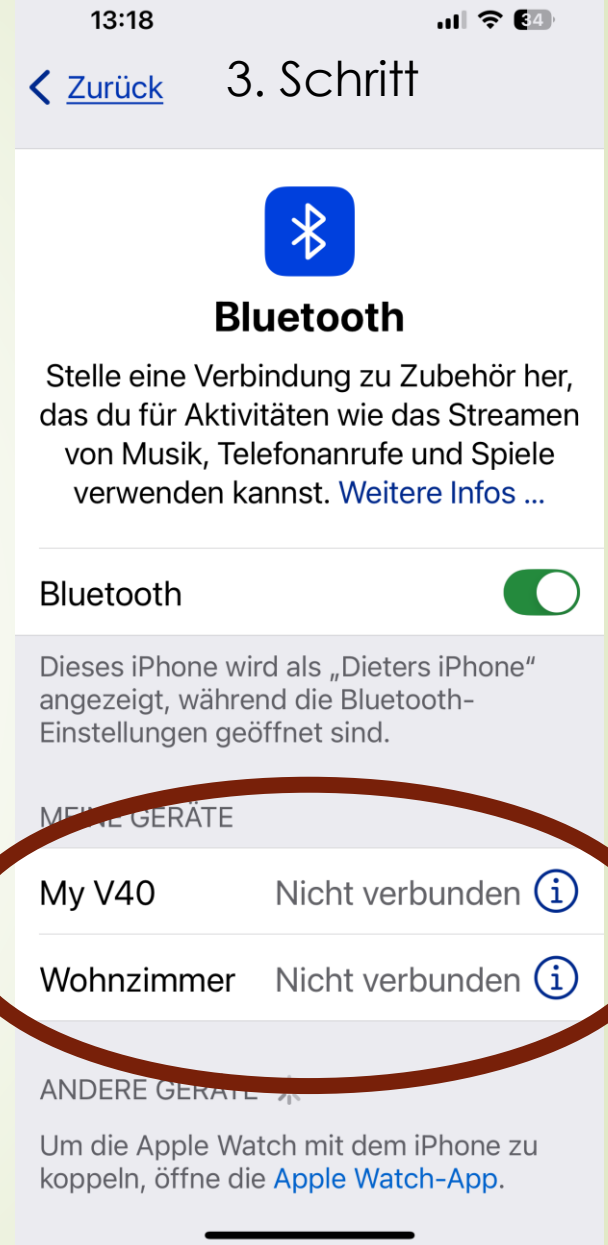 13:18 34
Zurück 3. Schritt
Bluetooth
Stelle eine Verbindung zu Zubehör her,
das du für Aktivitäten wie das Streamen
von Musik, Telefonanrufe und Spiele
verwenden kannst. Weitere Infos ...
Bluetooth
Dieses iPhone wird als „Dieters iPhone“
angezeigt, während die Bluetooth-
Einstellungen geöffnet sind.
MEINE GERÄTE
My V40 Nicht verbunden
Wohnzimmer Nicht verbunden
ANDERE GERÄTE
Um die Apple Watch mit dem iPhone zu
koppeln, öffne die Apple Watch-App.